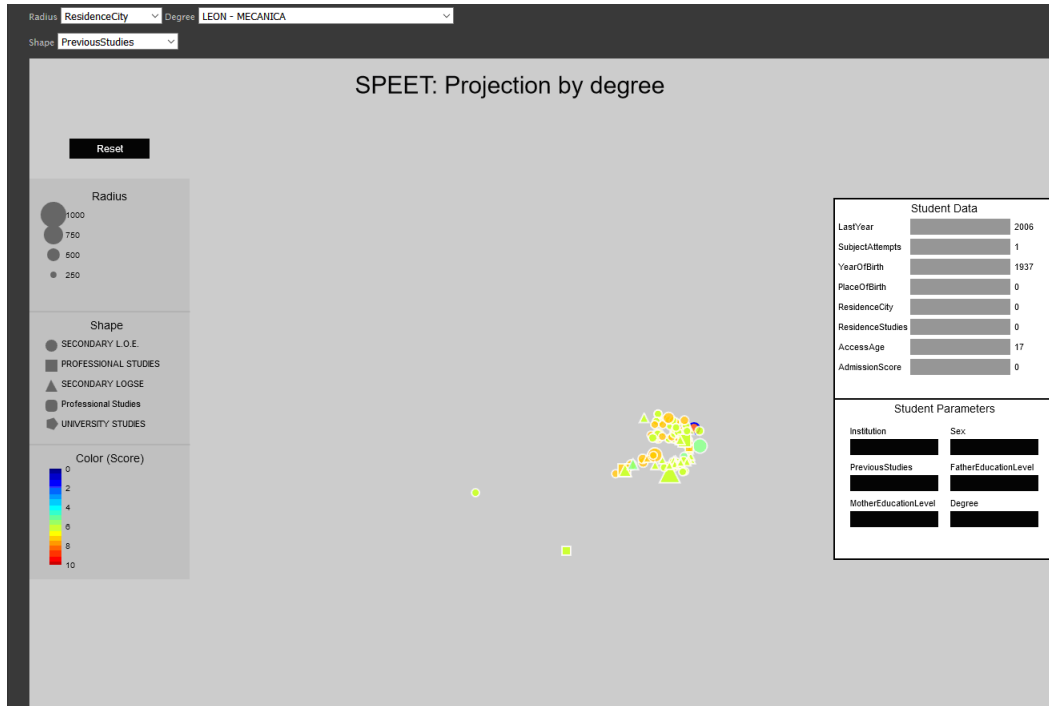 Radius ResidenceCity Degree LEON - MECANICA
Shape PreviousStudies
SPEET: Projection by degree
Reset
Radius
1000
750
500
250
Shape
SECONDARY L.O.E.
PROFESSIONAL STUDIES
SECONDARY LOGSE
Professional Studies
UNIVERSITY STUDIES
Color (Score)
0
2
4
6
8
10
Student Data
LastYear 2006
SubjectAttempts 1
YearOfBirth 1937
PlaceOfBirth 0
ResidenceCity 0
ResidenceStudies 0
AccessAge 17
AdmissionScore 0
Student Parameters
Institution Sex
PreviousStudies FatherEducationLevel
MotherEducationLevel Degree